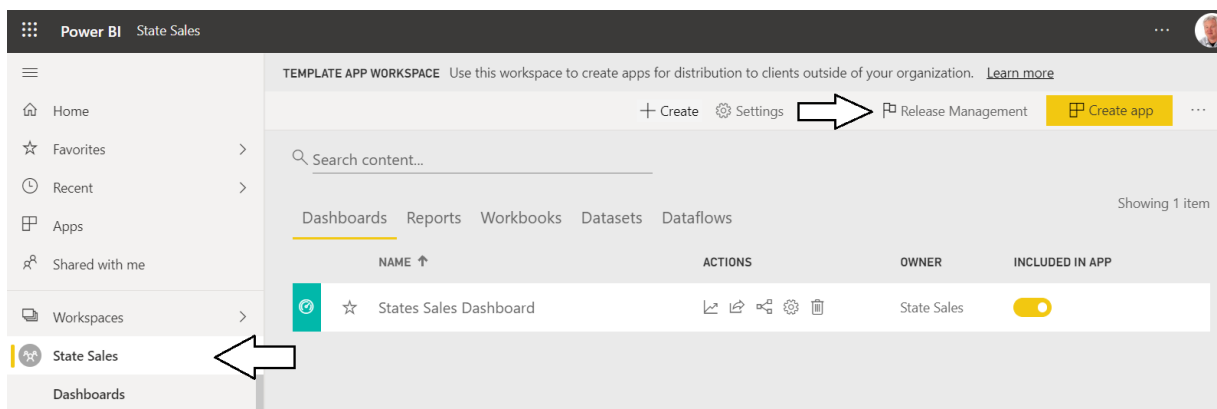 Power BI State Sales
TEMPLATE APP WORKSPACE Use this workspace to create apps for distribution to clients outside of your organization. Learn more
Home
Favorites
Recent
Apps
Shared with me
Workspaces
State Sales
Dashboards
Create Settings Release Management Create app
Search content...
Showing 1 item
Dashboards Reports Workbooks Datasets Dataflows
NAME ACTIONS OWNER INCLUDED IN APP
States Sales Dashboard State Sales